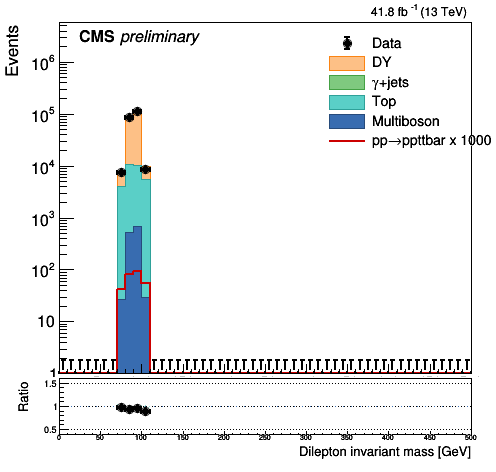 41.8 fb⁻¹ (13 TeV)
CMS preliminary
Events
10⁶
10⁵
10⁴
10³
10²
10
1
Data
DY
γ+jets
Top
Multiboson
pp→ppttbar x 1000
Ratio
1.5
1
0.5
0 50 100 150 200 250 300 350 400 450 500
Dilepton invariant mass [GeV]